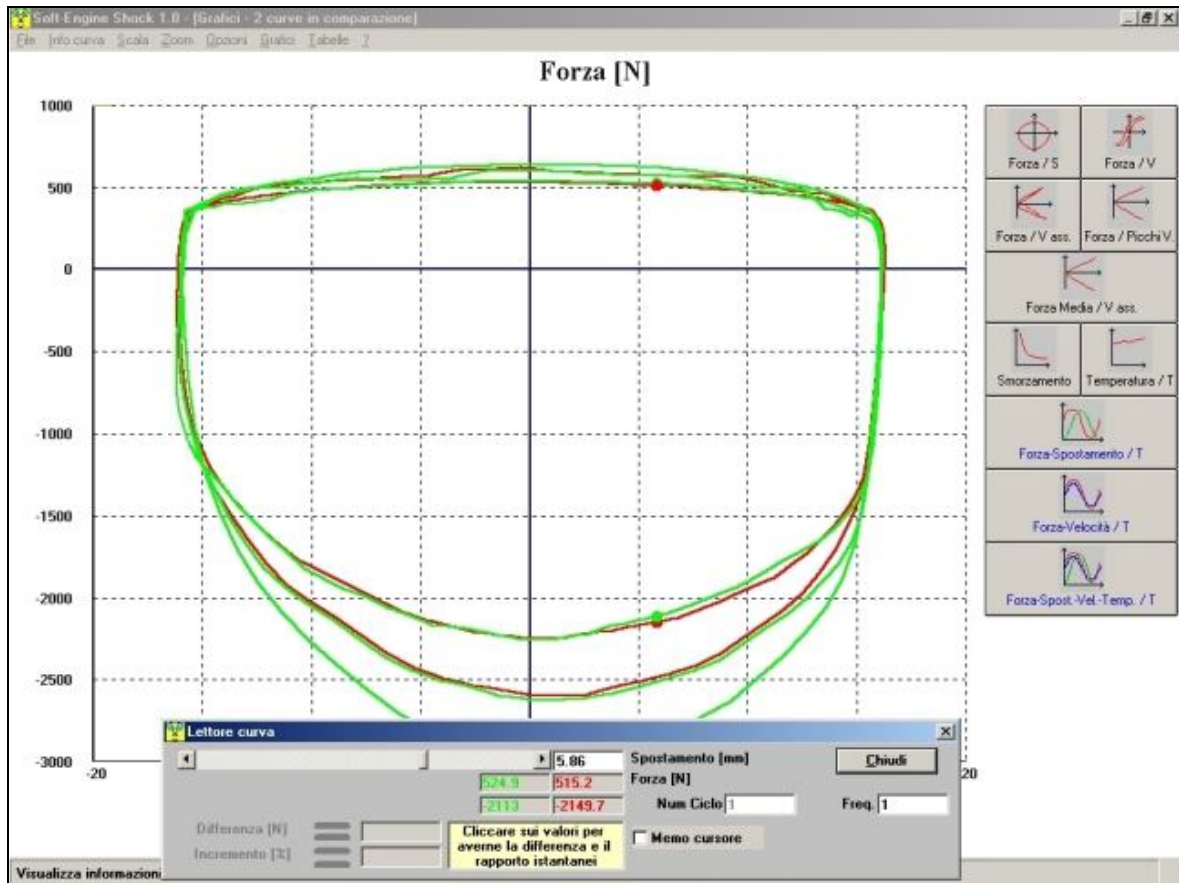 Soft-Engine Shock 1.0 - [Grafici - 2 curve in comparazione]
File Info curva Scala Zoom Opzioni Grafici Tabelle ?
Forza [N]
1000
500
0
-500
-1000
-1500
-2000
-2500
-3000
-20
20
Forza / S
Forza / V
Forza / V ass.
Forza / Picchi V.
Forza Media / V ass.
Smorzamento
Temperatura / T
Forza-Spostamento / T
Forza-Velocità / T
Forza-Spost.-Vel.-Temp. / T
Lettore curva
5.86
Spostamento [mm]
Chiudi
524.9
515.2
Forza [N]
-2113
-2149.7
Num Ciclo 1
Freq. 1
Differenza [N]
Incremento [%]
Cliccare sui valori per
averne la differenza e il
rapporto istantanei
Memo cursore
Visualizza informazion